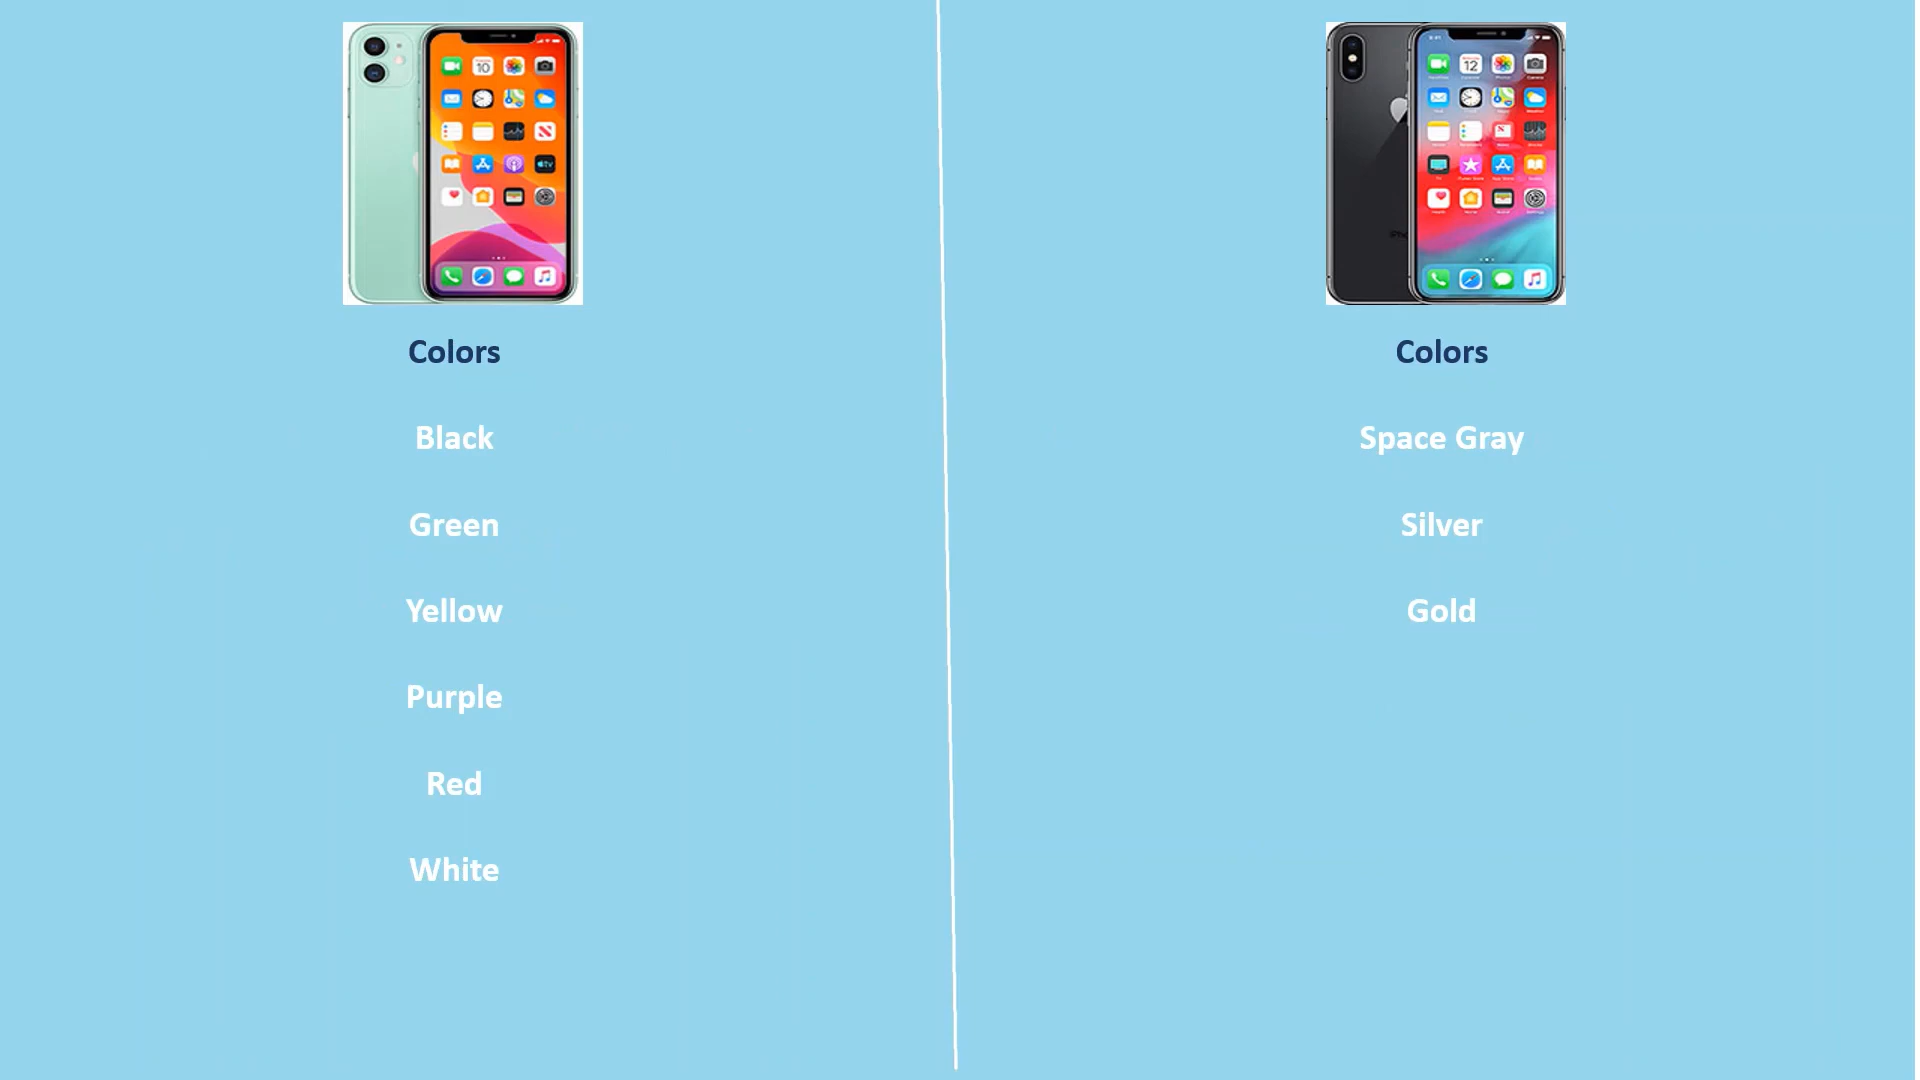 Colors
Black
Green
Yellow
Purple
Red
White
Colors
Space Gray
Silver
Gold